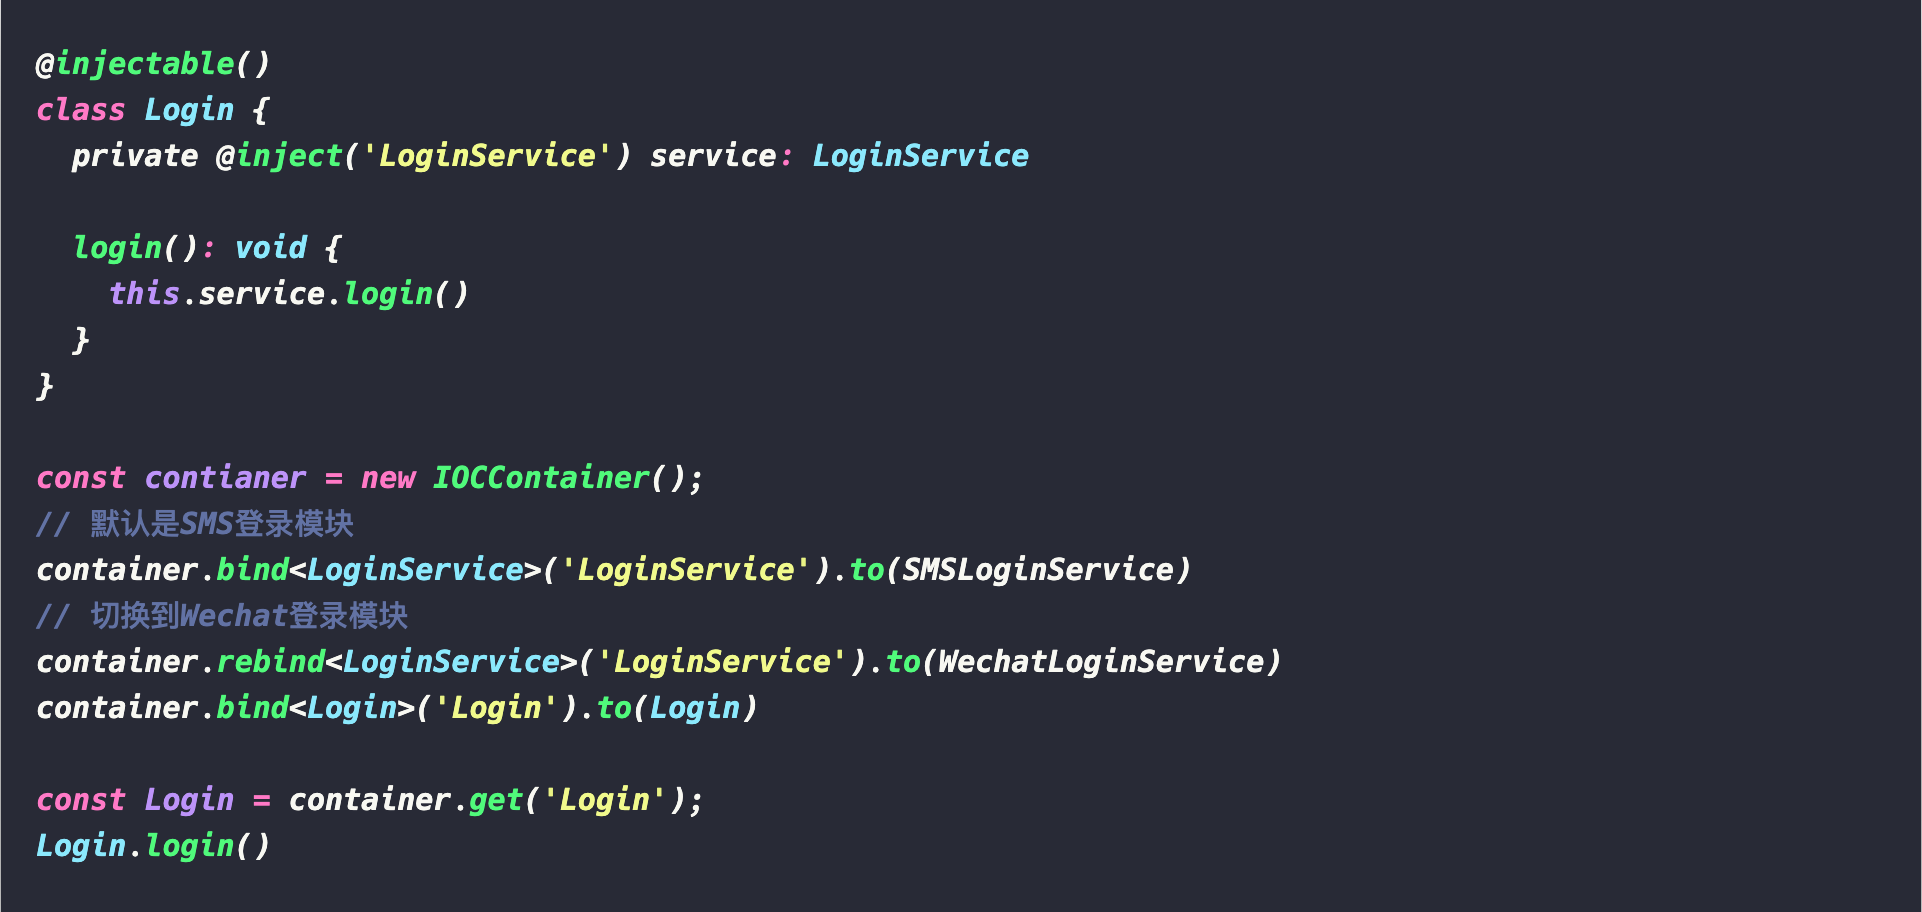 @injectable()
class Login {
  private @inject('LoginService') service: LoginService
  login(): void {
    this.service.login()
  }
}
const contianer = new IOCContainer();
// 默认是SMS登录模块
container.bind<LoginService>('LoginService').to(SMSLoginService)
// 切换到Wechat登录模块
container.rebind<LoginService>('LoginService').to(WechatLoginService)
container.bind<Login>('Login').to(Login)
const Login = container.get('Login');
Login.login()